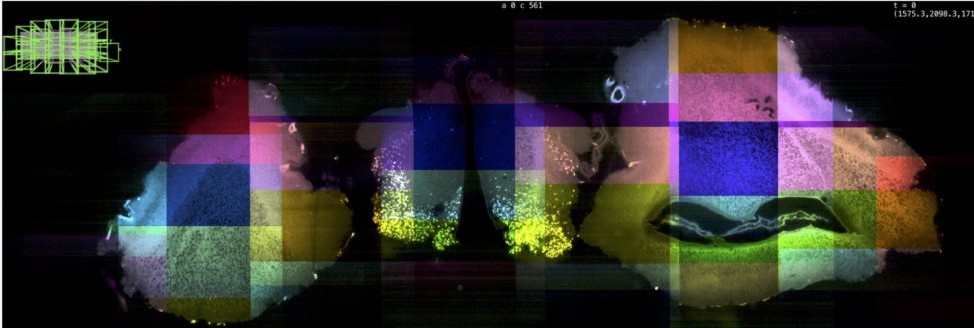 a 0 c 561
t = 0
(1575.3,2098.3,171